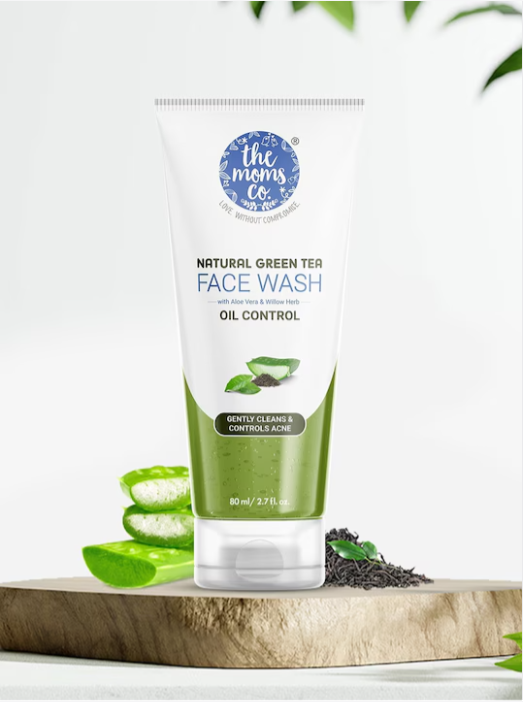 the
moms
co.
®
LOVE. WITHOUT COMPROMISE.
NATURAL GREEN TEA
FACE WASH
with Aloe Vera & Willow Herb
OIL CONTROL
GENTLY CLEANS &
CONTROLS ACNE
80 ml/ 2.7 fl. oz.